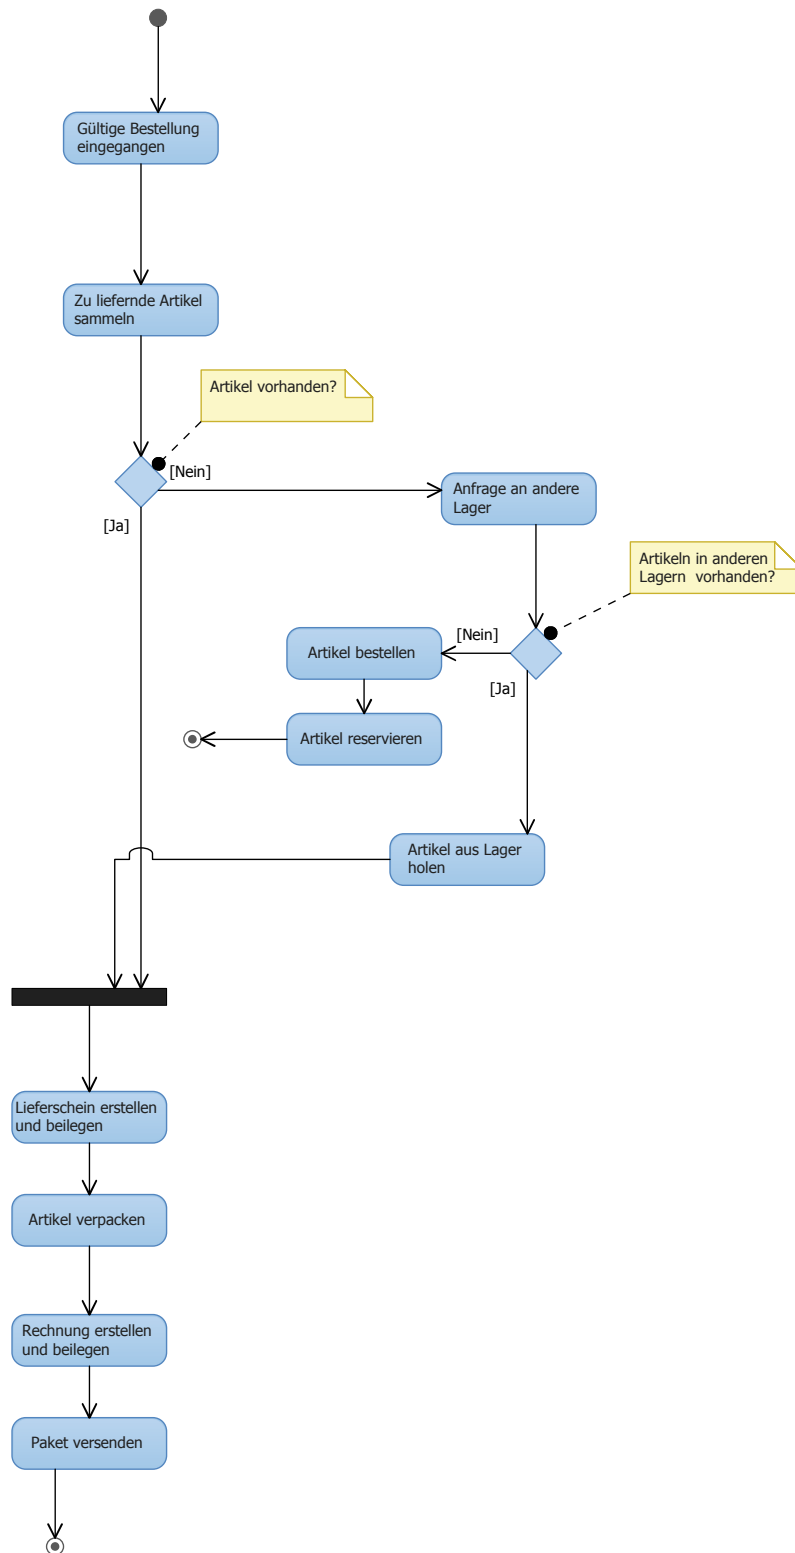 Gültige Bestellung
eingegangen
Zu liefernde Artikel
sammeln
Artikel vorhanden?
[Nein]
[Ja]
Anfrage an andere
Lager
Artikeln in anderen
Lagern  vorhanden?
[Nein]
Artikel bestellen
[Ja]
Artikel reservieren
Artikel aus Lager
holen
Lieferschein erstellen
und beilegen
Artikel verpacken
Rechnung erstellen
und beilegen
Paket versenden